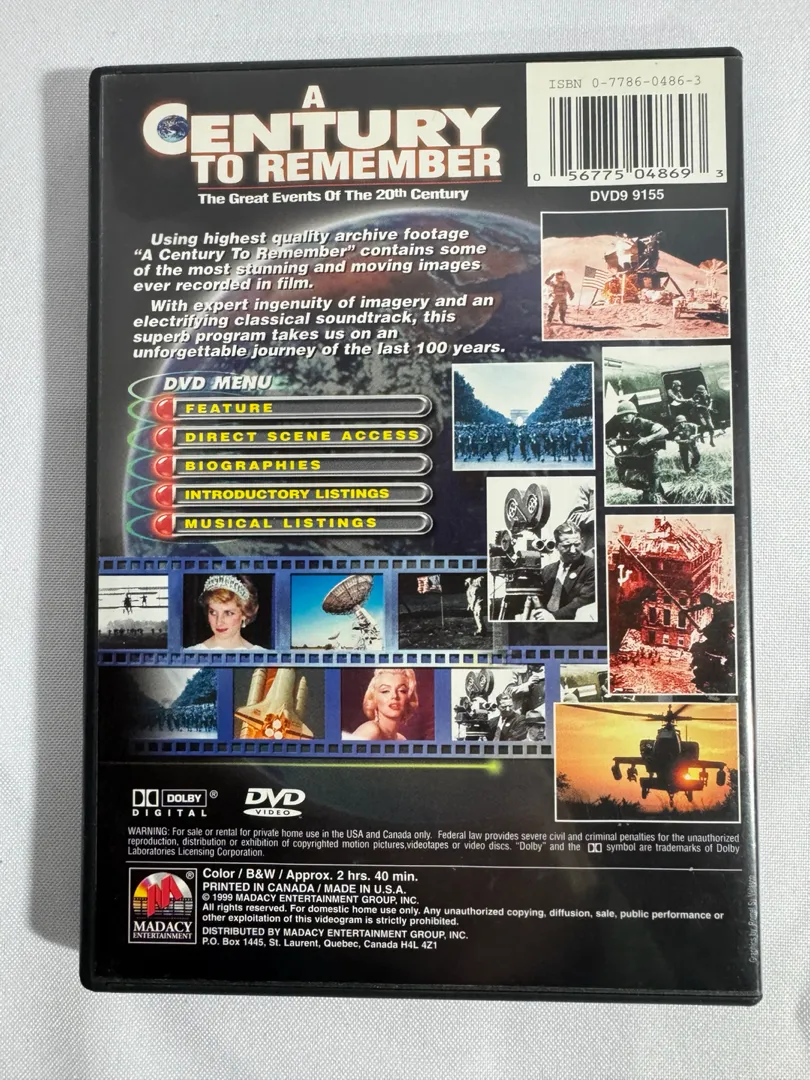 A
CENTURY
TO REMEMBER
The Great Events Of The 20th Century
ISBN 0-7786-0486-3
0 56775 04869 3
DVD9 9155
Using highest quality archive footage
“A Century To Remember” contains some
of the most stunning and moving images
ever recorded in film.
With expert ingenuity of imagery and an
electrifying classical soundtrack, this
superb program takes us on an
unforgettable journey of the last 100 years.
DVD MENU
FEATURE
DIRECT SCENE ACCESS
BIOGRAPHIES
INTRODUCTORY LISTINGS
MUSICAL LISTINGS
DOLBY ®
DIGITAL
DVD
VIDEO
WARNING: For sale or rental for private home use in the USA and Canada only. Federal law provides severe civil and criminal penalties for the unauthorized
reproduction, distribution or exhibition of copyrighted motion pictures,videotapes or video discs. "Dolby" and the symbol are trademarks of Dolby
Laboratories Licensing Corporation.
®
MADACY
ENTERTAINMENT
Color / B&W / Approx. 2 hrs. 40 min.
PRINTED IN CANADA / MADE IN U.S.A.
© 1999 MADACY ENTERTAINMENT GROUP, INC.
All rights reserved. For domestic home use only. Any unauthorized copying, diffusion, sale, public performance or
other exploitation of this videogram is strictly prohibited.
DISTRIBUTED BY MADACY ENTERTAINMENT GROUP, INC.
P.O. Box 1445, St. Laurent, Quebec, Canada H4L 4Z1
Graphics by